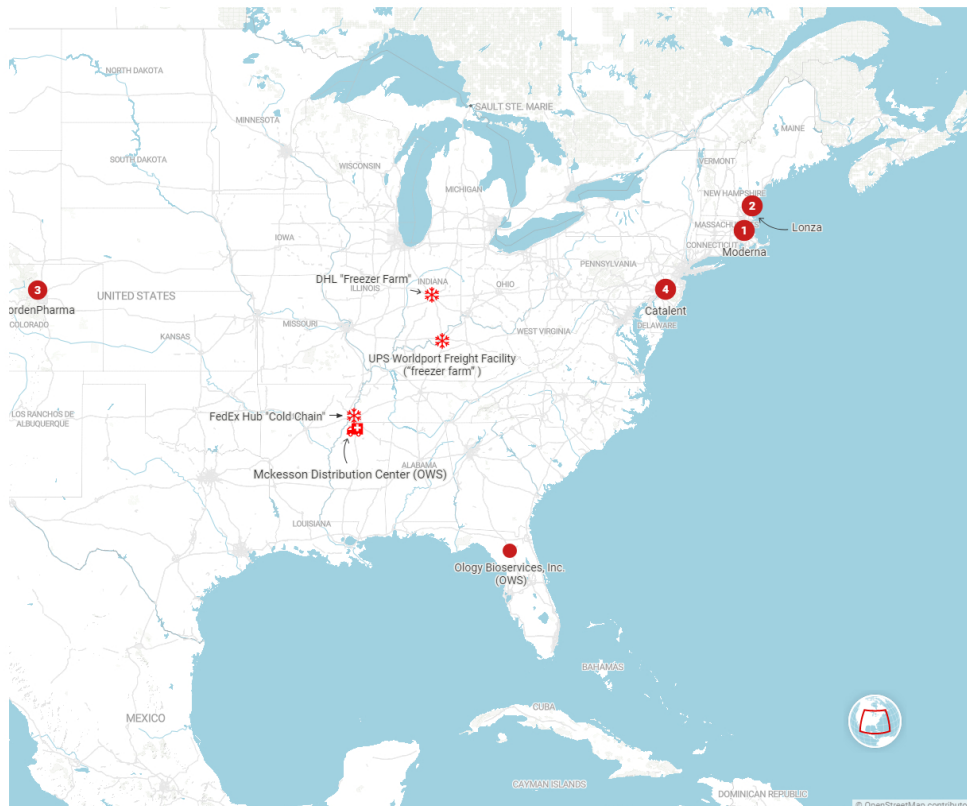 NORTH DAKOTA
SAULT STE. MARIE
MINNESOTA
MAINE
SOUTH DAKOTA
VERMONT
WISCONSIN
MICHIGAN
NEW HAMPSHIRE
2
MASSACHU
1
Lonza
IOWA
CONNECTICUT
Moderna
PENNSYLVANIA
DHL "Freezer Farm"
INDIANA
ILLINOIS
OHIO
3
UNITED STATES
4
ordenPharma
Catalent
COLORADO
MISSOURI
DELAWARE
KANSAS
WEST VIRGINIA
UPS Worldport Freight Facility
("freezer farm" )
LOS RANCHOS DE
ALBUQUERQUE
FedEx Hub "Cold Chain"
ALABAMA
Mckesson Distribution Center (OWS)
LOUISIANA
Ology Bioservices, Inc.
(OWS)
BAHAMAS
CUBA
MEXICO
CAYMAN ISLANDS
DOMINICAN REPUBLIC
© OpenStreetMap contributo